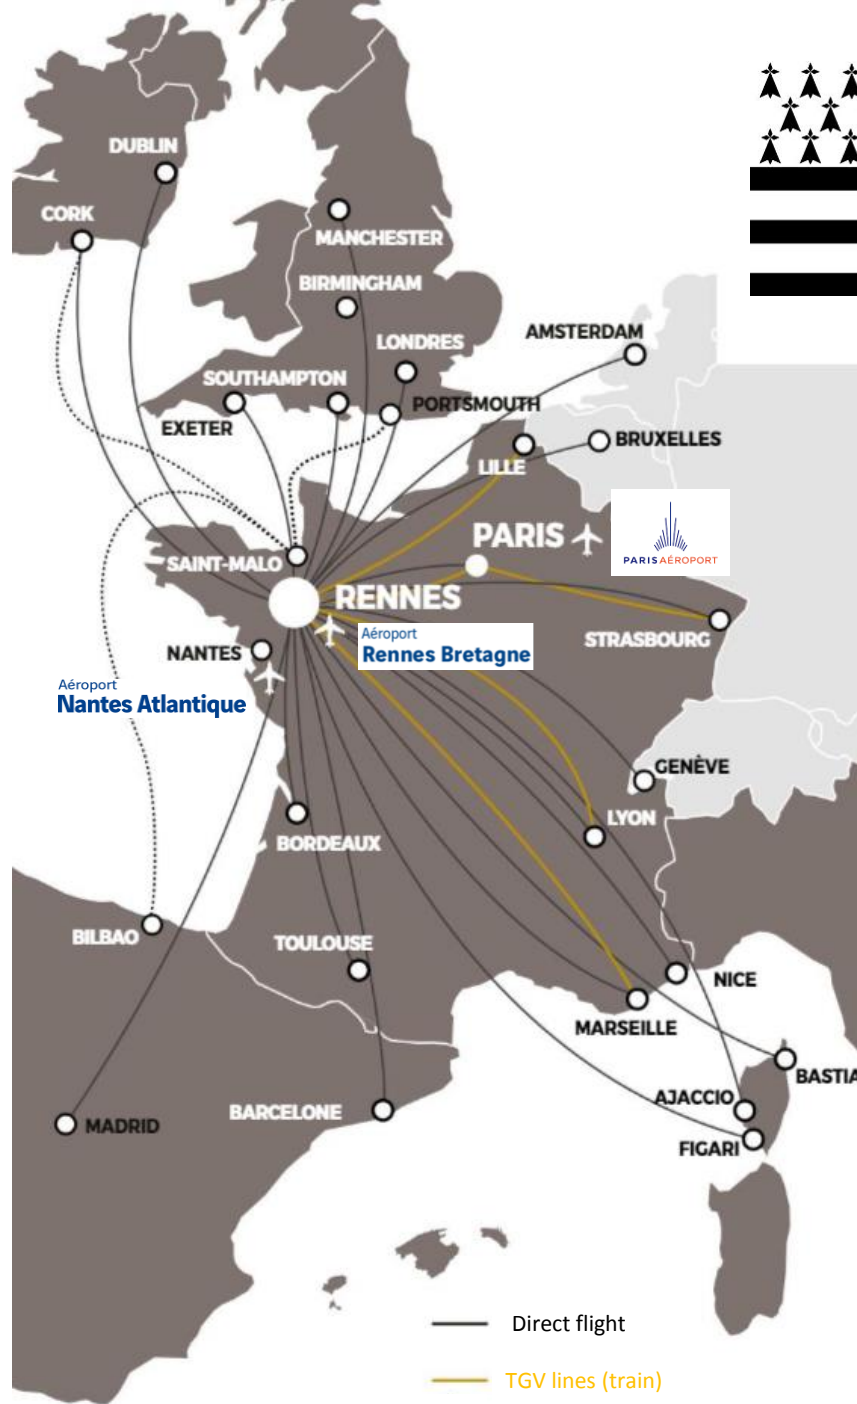 DUBLIN
CORK
MANCHESTER
BIRMINGHAM
LONDRES
AMSTERDAM
SOUTHAMPTON
PORTSMOUTH
EXETER
BRUXELLES
LILLE
PARIS
PARIS AÉROPORT
SAINT-MALO
RENNES
STRASBOURG
Aéroport
Rennes Bretagne
NANTES
Aéroport
Nantes Atlantique
GENÈVE
LYON
BORDEAUX
BILBAO
TOULOUSE
NICE
MARSEILLE
BASTIA
AJACCIO
BARCELONE
MADRID
FIGARI
Direct flight
TGV lines (train)